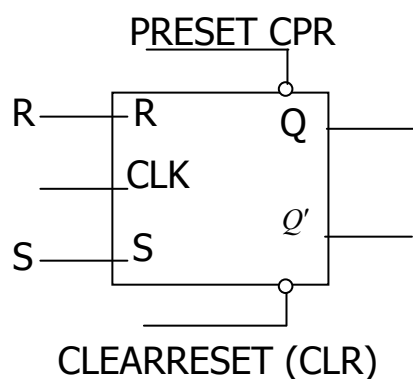 PRESET CPR
R R Q
CLK
Q'
S S
CLEARRESET (CLR)